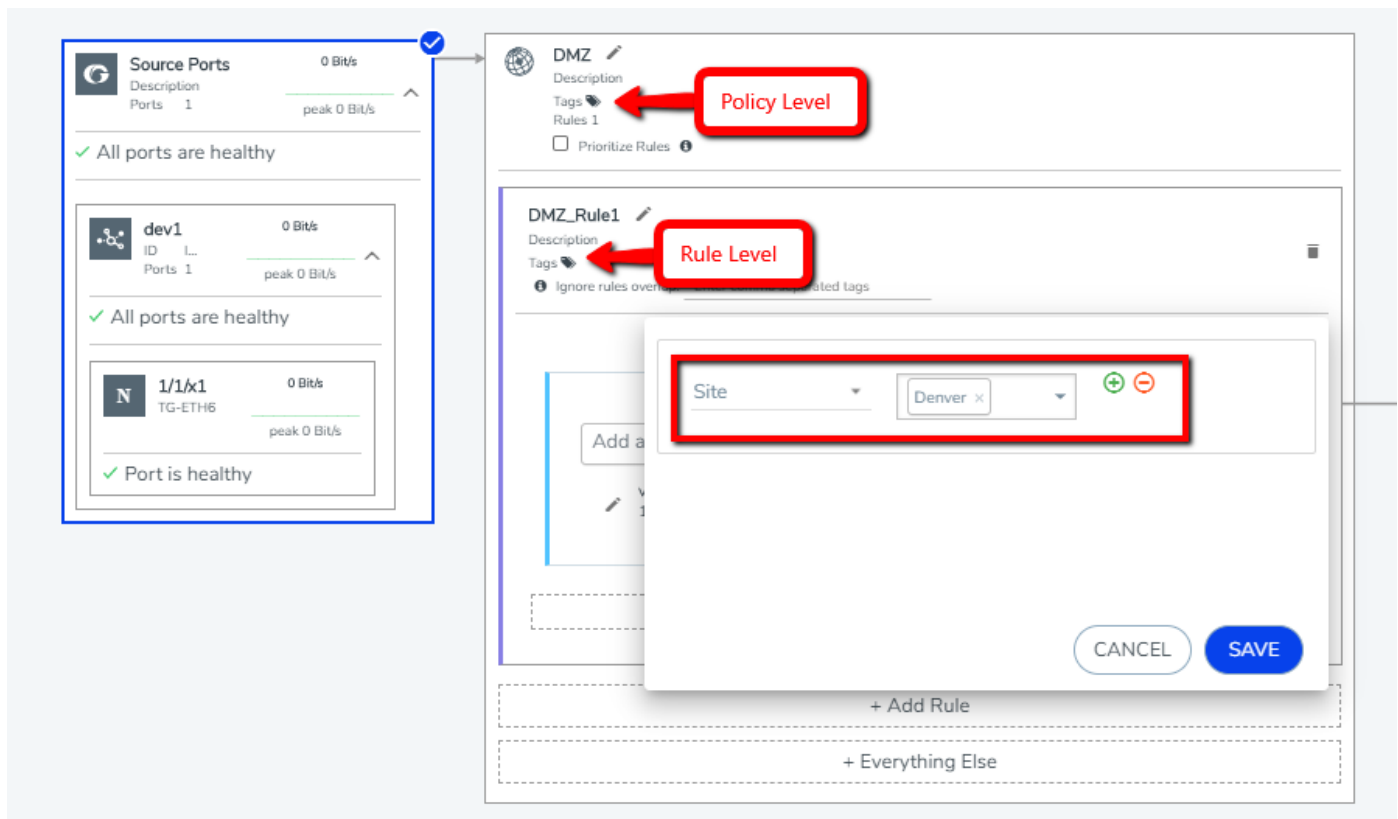 Source Ports
0 Bit/s
Description
Ports 1
peak 0 Bit/s
All ports are healthy
dev1
0 Bit/s
ID I...
Ports 1
peak 0 Bit/s
All ports are healthy
N
1/1/x1
0 Bit/s
TG-ETH6
peak 0 Bit/s
Port is healthy
DMZ
Description
Tags
Policy Level
Rules 1
Prioritize Rules
DMZ_Rule1
Description
Tags
Rule Level
Ignore rules
tags
Site
Denver ×
Add a
CANCEL
SAVE
+ Add Rule
+ Everything Else